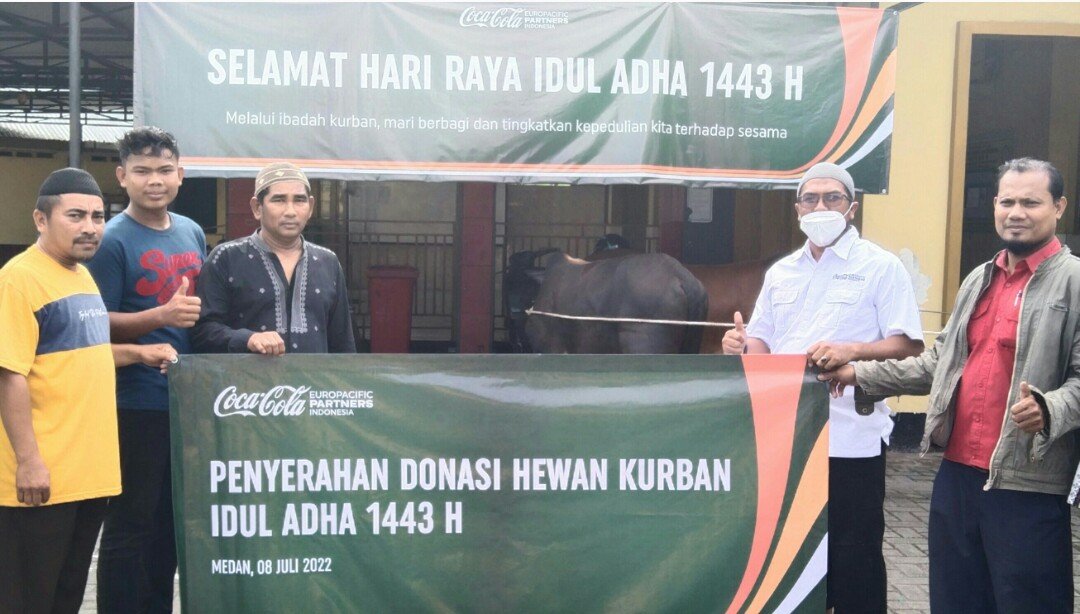 Coca-Cola EUROPACIFIC
PARTNERS
INDONESIA
SELAMAT HARI RAYA IDUL ADHA 1443 H
Melalui ibadah kurban, mari berbagi dan tingkatkan kepedulian kita terhadap sesama
Coca-Cola EUROPACIFIC
PARTNERS
INDONESIA
PENYERAHAN DONASI HEWAN KURBAN
IDUL ADHA 1443 H
MEDAN, 08 JULI 2022